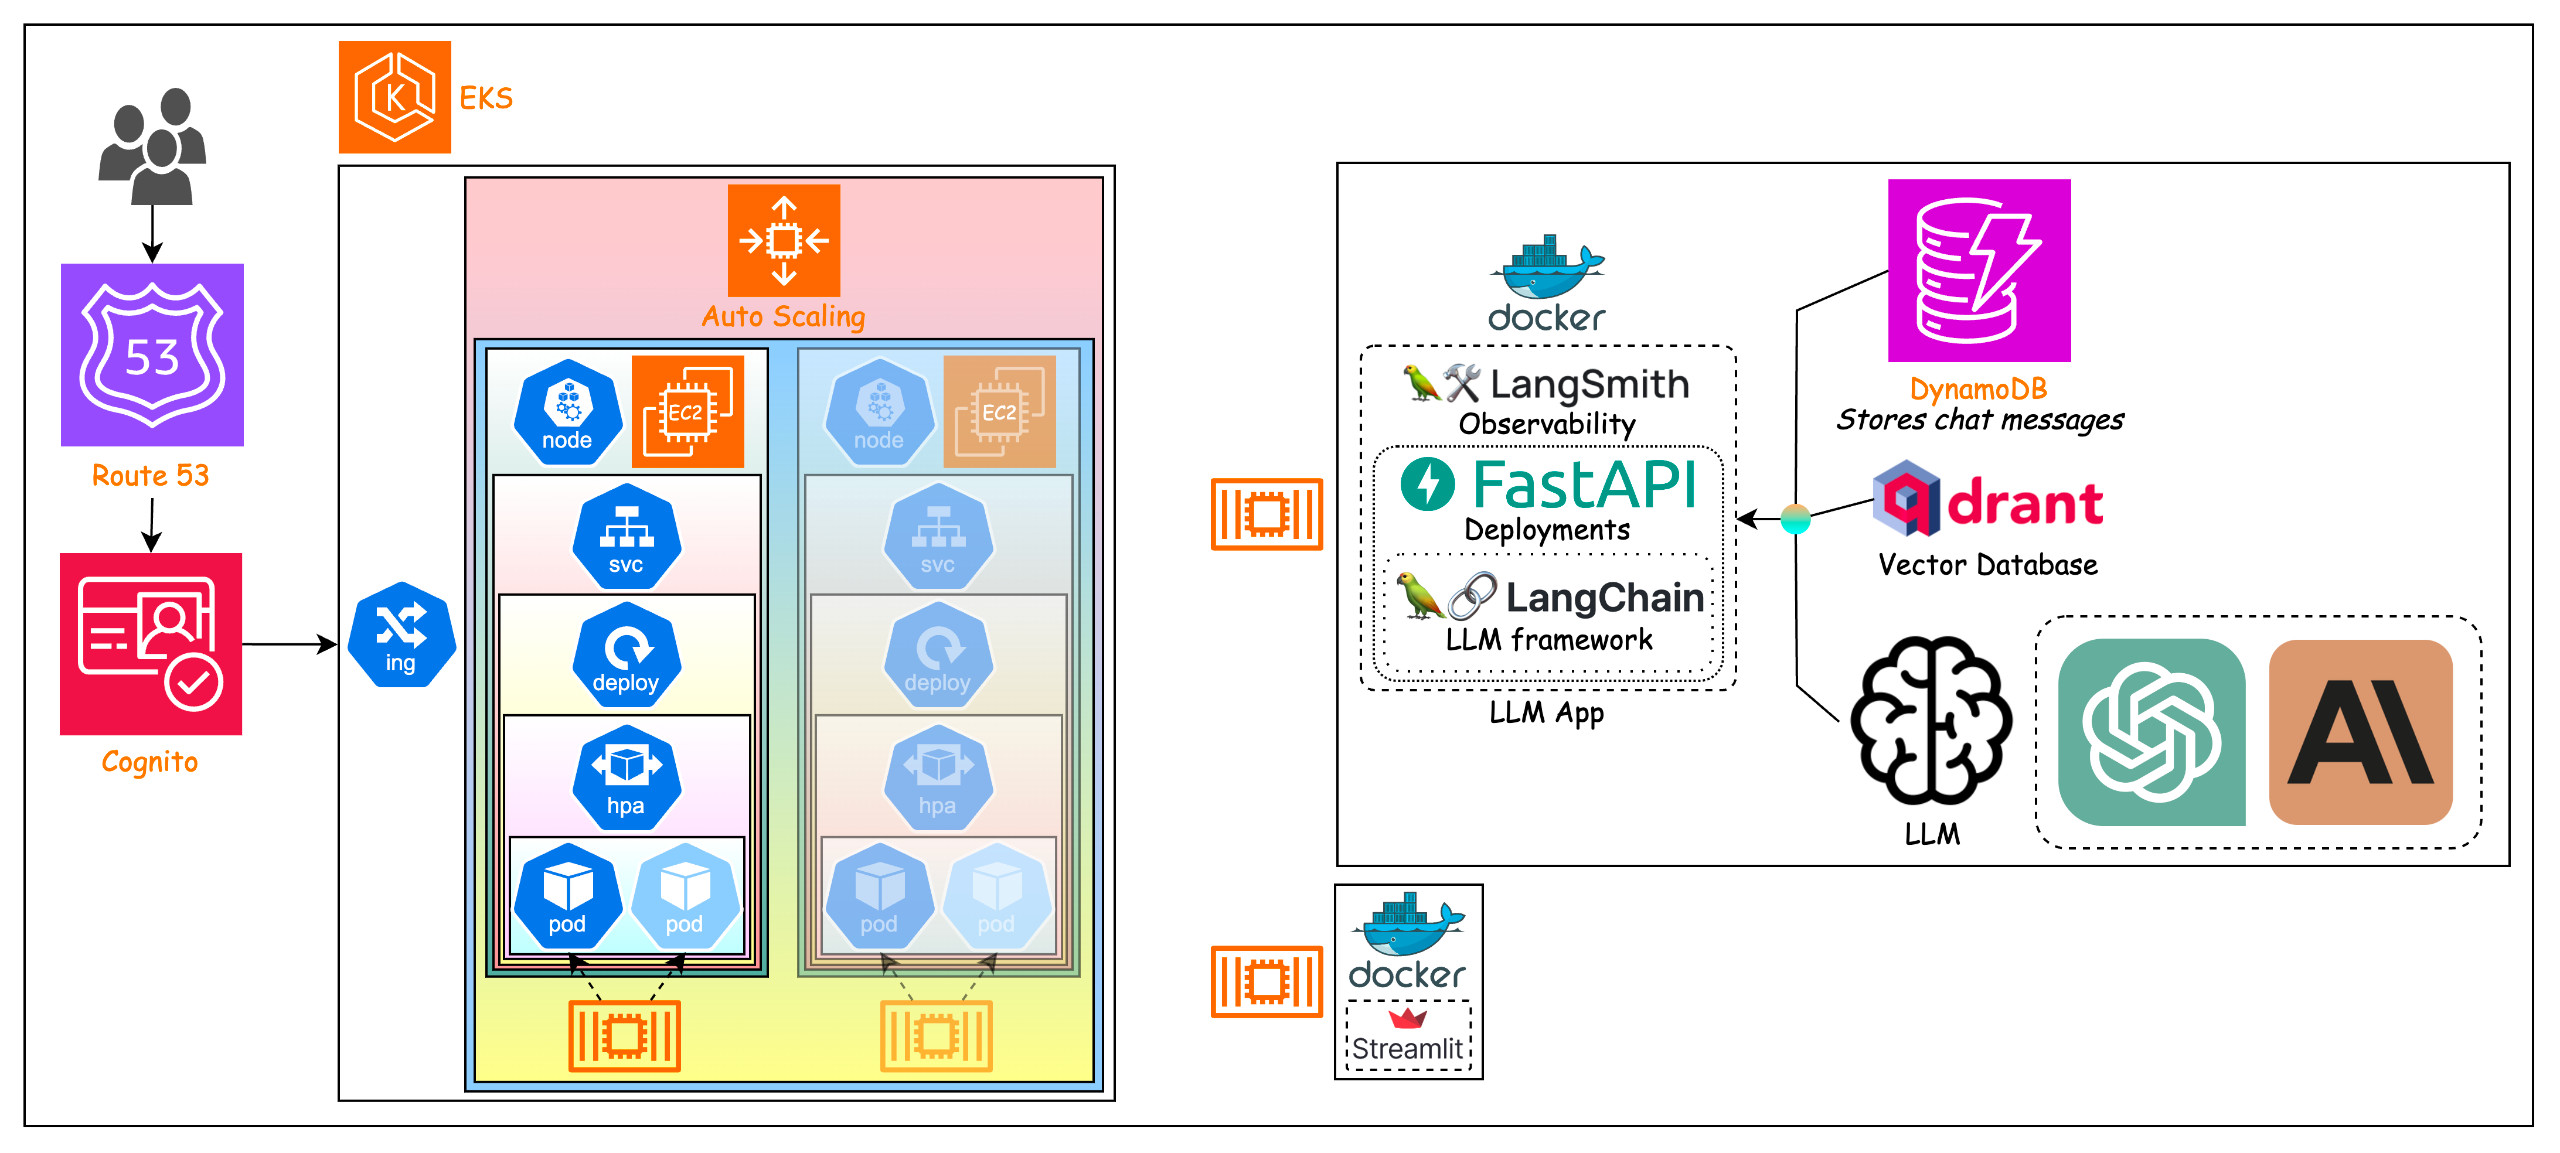 EKS
53
Route 53
Cognito
ing
Auto Scaling
node
EC2
svc
deploy
hpa
pod
pod
node
EC2
svc
deploy
hpa
pod
pod
docker
LangSmith
Observability
FastAPI
Deployments
LangChain
LLM framework
LLM App
DynamoDB
Stores chat messages
qdrant
Vector Database
LLM
AI
docker
Streamlit